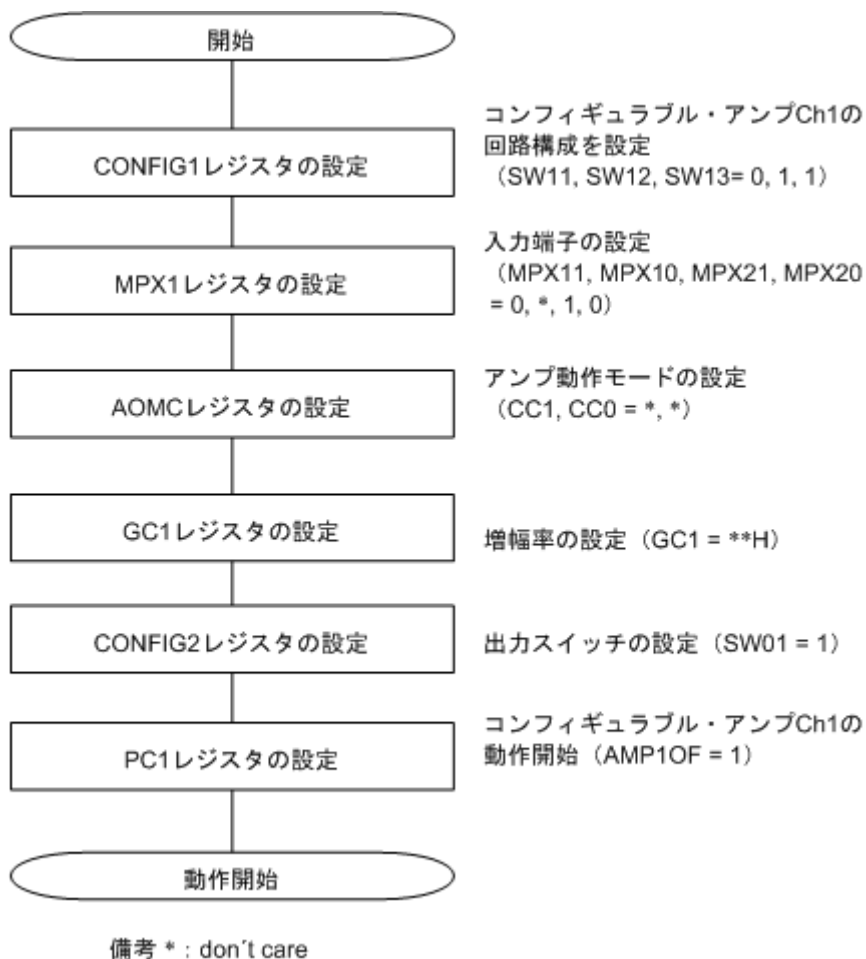 開始
CONFIG1レジスタの設定
コンフィギュラブル・アンプCh1の
回路構成を設定
（SW11, SW12, SW13= 0, 1, 1）
MPX1レジスタの設定
入力端子の設定
（MPX11, MPX10, MPX21, MPX20
= 0, *, 1, 0）
AOMCレジスタの設定
アンプ動作モードの設定
（CC1, CC0 = *, *）
GC1レジスタの設定
増幅率の設定（GC1 = **H）
CONFIG2レジスタの設定
出力スイッチの設定（SW01 = 1）
PC1レジスタの設定
コンフィギュラブル・アンプCh1の
動作開始（AMP1OF = 1）
動作開始
備考 * : don´t care